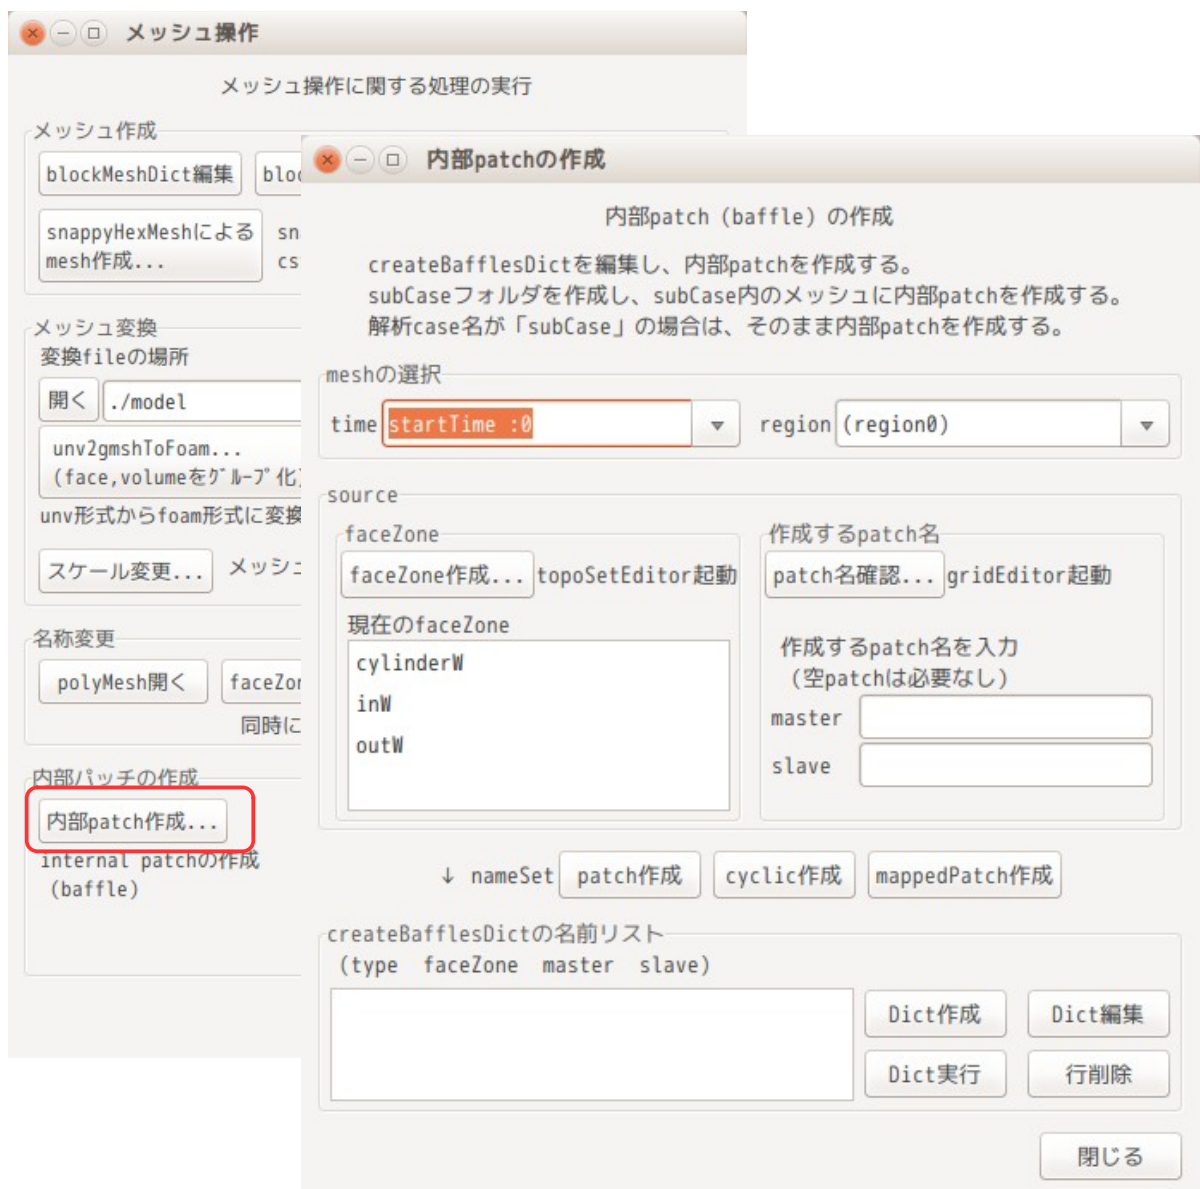 メッシュ操作
メッシュ操作に関する処理の実行
メッシュ作成
blockMeshDict編集
snappyHexMeshによる
mesh作成...
メッシュ変換
変換fileの場所
開く
./model
unv2gmshToFoam...
(face,volumeをグループ化)
unv形式からfoam形式に変換
スケール変更...
メッシュ
名称変更
polyMesh開く
faceZon
同時に
内部パッチの作成
内部patch作成...
internal patchの作成
(baffle)
内部patchの作成
内部patch(baffle)の作成
createBafflesDictを編集し、内部patchを作成する。
subCaseフォルダを作成し、subCase内のメッシュに内部patchを作成する。
解析case名が「subCase」の場合は、そのまま内部patchを作成する。
meshの選択
time startTime :0
region (region0)
source
faceZone
faceZone作成... topoSetEditor起動
現在のfaceZone
cylinderW
inW
outW
作成するpatch名
patch名確認... gridEditor起動
作成するpatch名を入力
(空patchは必要なし)
master
slave
↓ nameSet patch作成 cyclic作成 mappedPatch作成
createBafflesDictの名前リスト
(type faceZone master slave)
Dict作成 Dict編集
Dict実行 行削除
閉じる